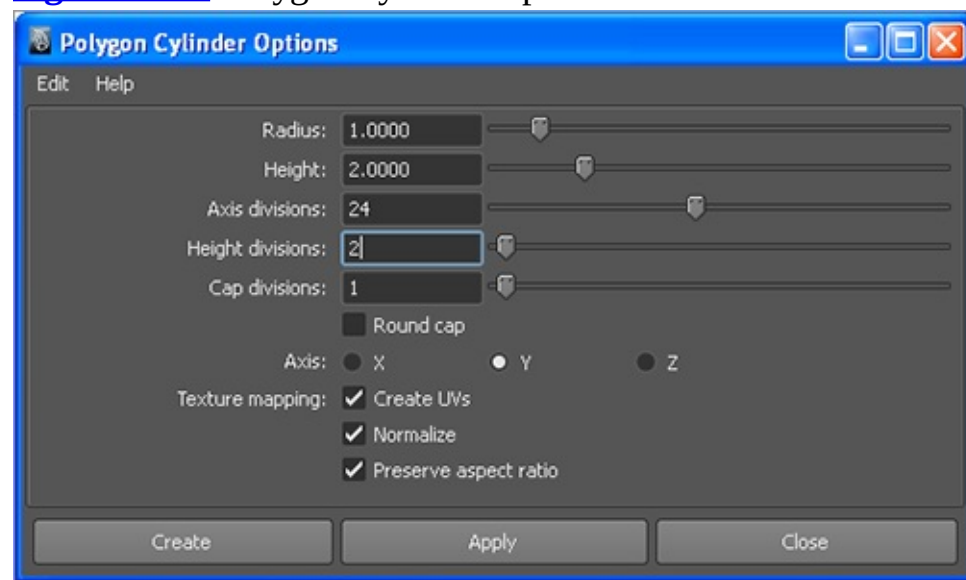 Polygon Cylinder Options
Edit Help
Radius: 1.0000
Height: 2.0000
Axis divisions: 24
Height divisions: 2
Cap divisions: 1
Round cap
Axis: X Y Z
Texture mapping: Create UVs
Normalize
Preserve aspect ratio
Create Apply Close